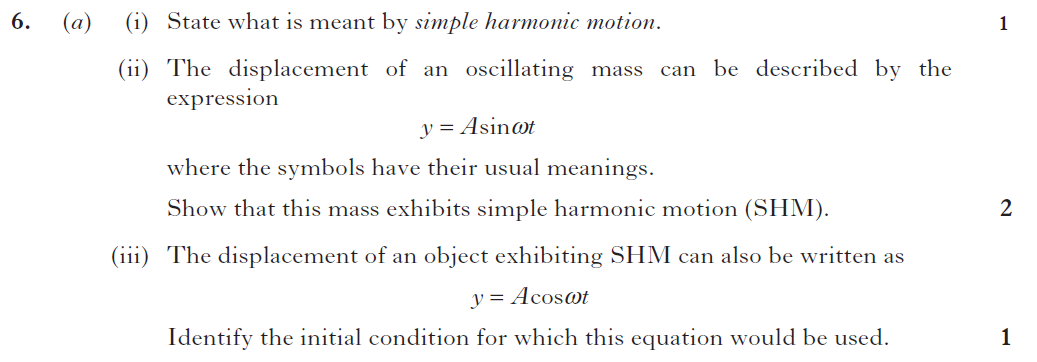 6. (a) (i) State what is meant by simple harmonic motion. 1
(ii) The displacement of an oscillating mass can be described by the
expression
y = Asinωt
where the symbols have their usual meanings.
Show that this mass exhibits simple harmonic motion (SHM). 2
(iii) The displacement of an object exhibiting SHM can also be written as
y = Acosωt
Identify the initial condition for which this equation would be used. 1